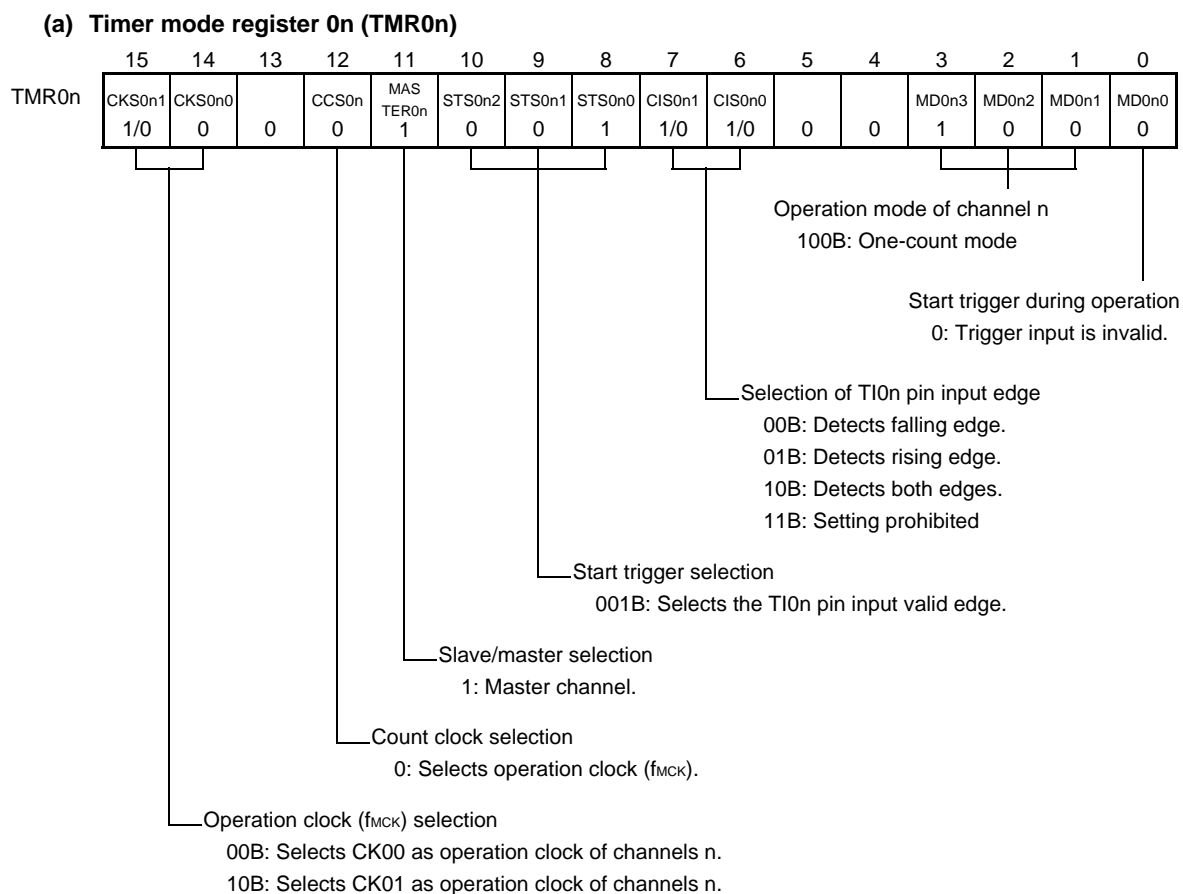 (a) Timer mode register 0n (TMR0n)
15 14 13 12 11 10 9 8 7 6 5 4 3 2 1 0
TMR0n CKS0n1 CKS0n0 CCS0n MAS TER0n STS0n2 STS0n1 STS0n0 CIS0n1 CIS0n0 MD0n3 MD0n2 MD0n1 MD0n0
1/0 0 0 0 1 0 0 1 1/0 1/0 0 0 1 0 0 0
Operation mode of channel n
100B: One-count mode
Start trigger during operation
0: Trigger input is invalid.
Selection of TI0n pin input edge
00B: Detects falling edge.
01B: Detects rising edge.
10B: Detects both edges.
11B: Setting prohibited
Start trigger selection
001B: Selects the TI0n pin input valid edge.
Slave/master selection
1: Master channel.
Count clock selection
0: Selects operation clock (fMCK).
Operation clock (fMCK) selection
00B: Selects CK00 as operation clock of channels n.
10B: Selects CK01 as operation clock of channels n.